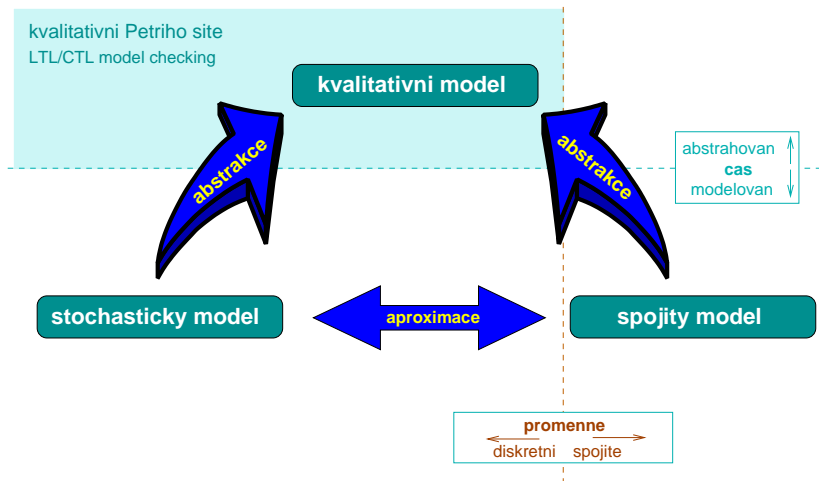 kvalitativni Petriho site
LTL/CTL model checking
kvalitativni model
abstrakce
abstrakce
abstrahovan
cas
modelovan
stochasticky model
aproximace
spojity model
promenne
diskretni spojite